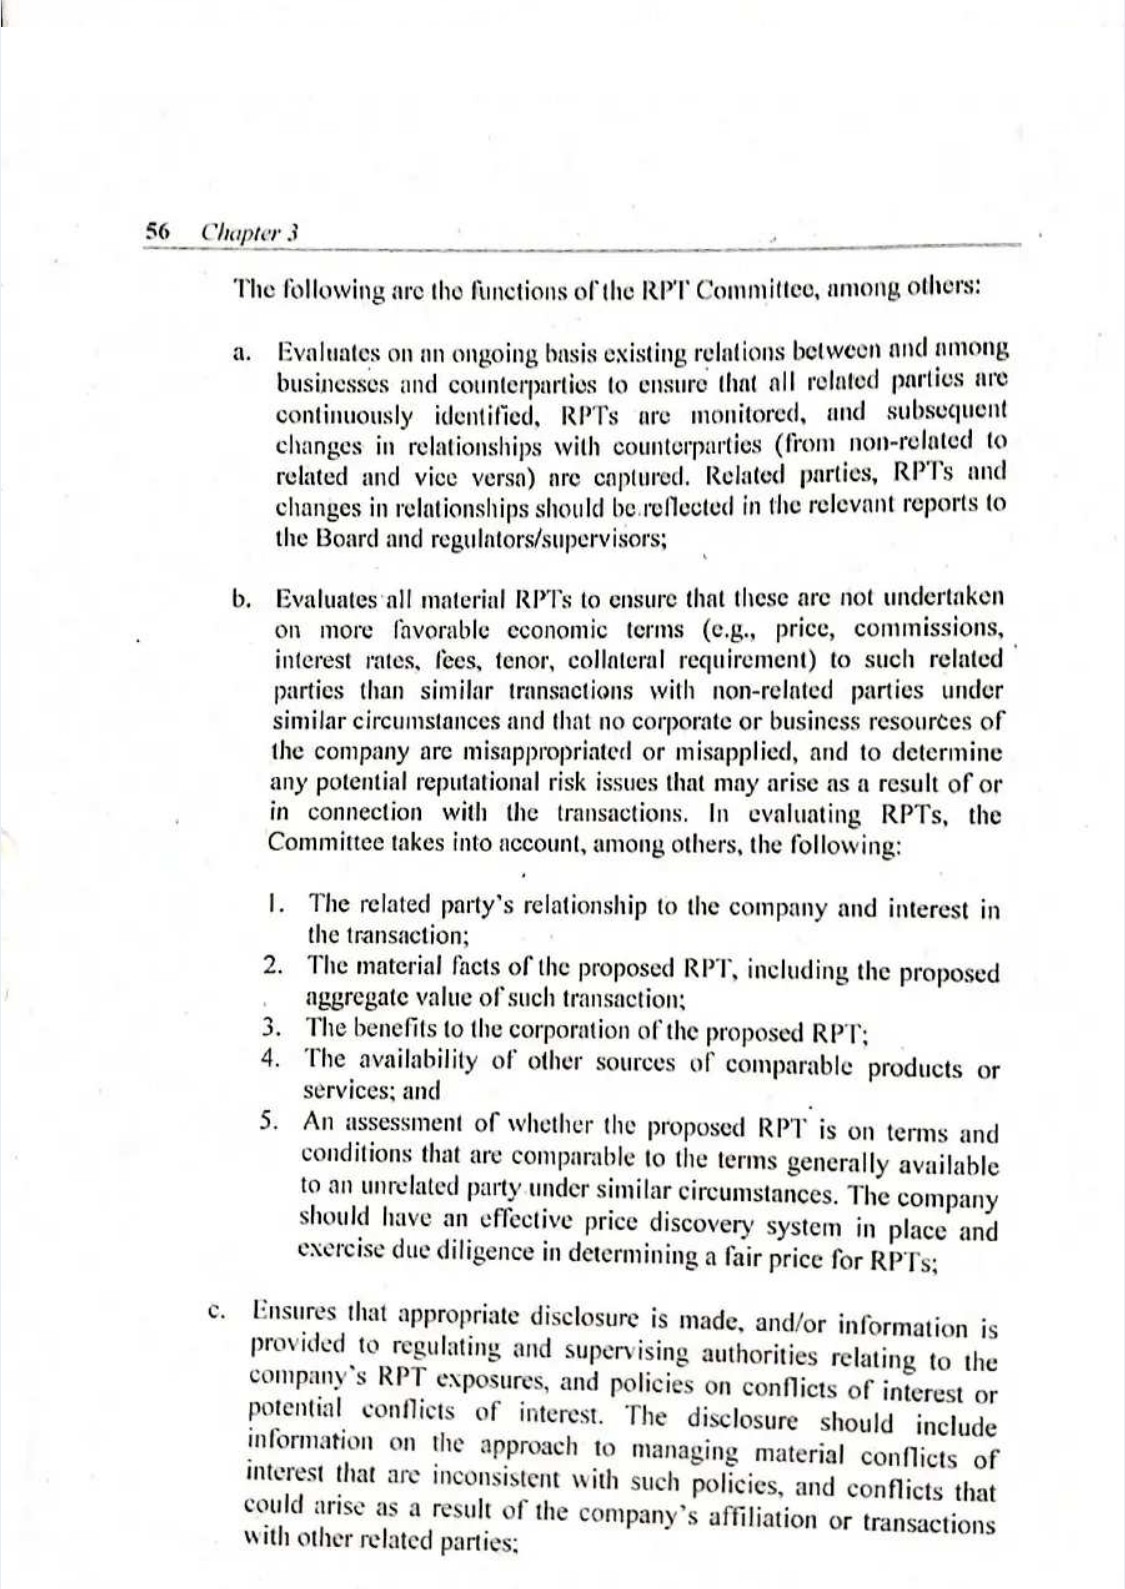 56 Chapter 3
The following are the functions of the RPT Committee, among others:
a. Evaluates on an ongoing basis existing relations between and among
businesses and counterparties to ensure that all related parties are
continuously identified, RPTs are monitored, and subsequent
changes in relationships with counterparties (from non-related to
related and vice versa) are captured. Related parties, RPTs and
changes in relationships should be reflected in the relevant reports to
the Board and regulators/supervisors;
b. Evaluates all material RPTs to ensure that these are not undertaken
on more favorable economic terms (e.g., price, commissions,
interest rates, fees, tenor, collateral requirement) to such related
parties than similar transactions with non-related parties under
similar circumstances and that no corporate or business resources of
the company are misappropriated or misapplied, and to determine
any potential reputational risk issues that may arise as a result of or
in connection with the transactions. In evaluating RPTs, the
Committee takes into account, among others, the following:
1. The related party's relationship to the company and interest in
the transaction;
2. The material facts of the proposed RPT, including the proposed
aggregate value of such transaction;
3. The benefits to the corporation of the proposed RPT;
4. The availability of other sources of comparable products or
services; and
5. An assessment of whether the proposed RPT is on terms and
conditions that are comparable to the terms generally available
to an unrelated party under similar circumstances. The company
should have an effective price discovery system in place and
exercise due diligence in determining a fair price for RPTs;
c. Ensures that appropriate disclosure is made, and/or information is
provided to regulating and supervising authorities relating to the
company's RPT exposures, and policies on conflicts of interest or
potential conflicts of interest. The disclosure should include
information on the approach to managing material conflicts of
interest that are inconsistent with such policies, and conflicts that
could arise as a result of the company's affiliation or transactions
with other related parties;